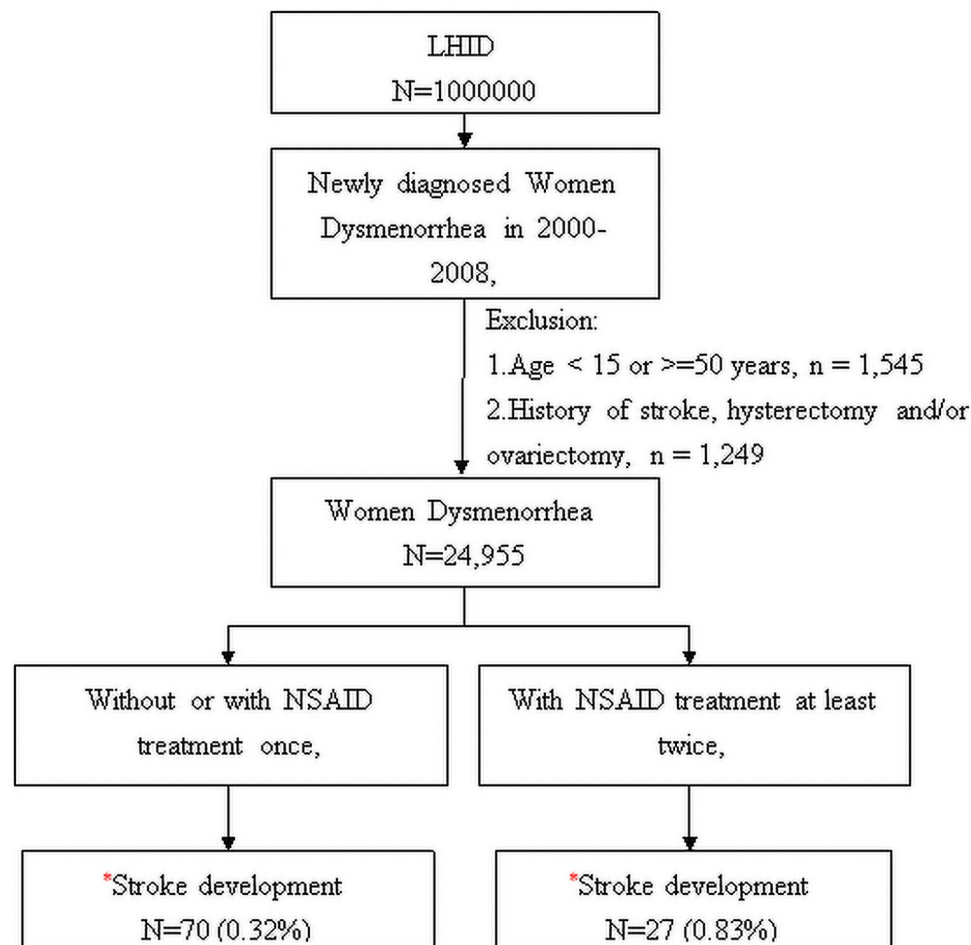 LHID
N=1000000
Newly diagnosed Women
Dysmenorrhea in 2000-
2008,
Exclusion:
1.Age < 15 or >=50 years, n = 1,545
2.History of stroke, hysterectomy and/or
ovariectomy, n = 1,249
Women Dysmenorrhea
N=24,955
Without or with NSAID
treatment once,
With NSAID treatment at least
twice,
*Stroke development
N=70 (0.32%)
*Stroke development
N=27 (0.83%)